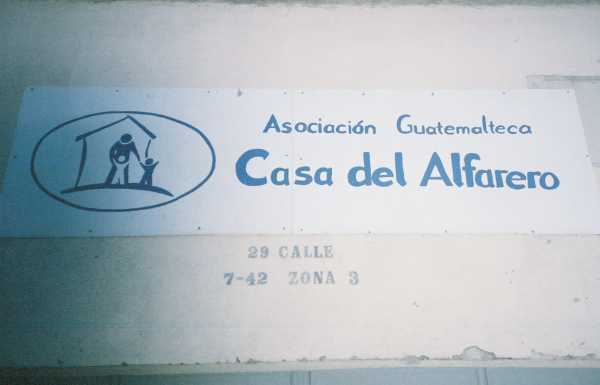 Asociación Guatemalteca
Casa del Alfarero
29 CALLE
7-42 ZONA 3